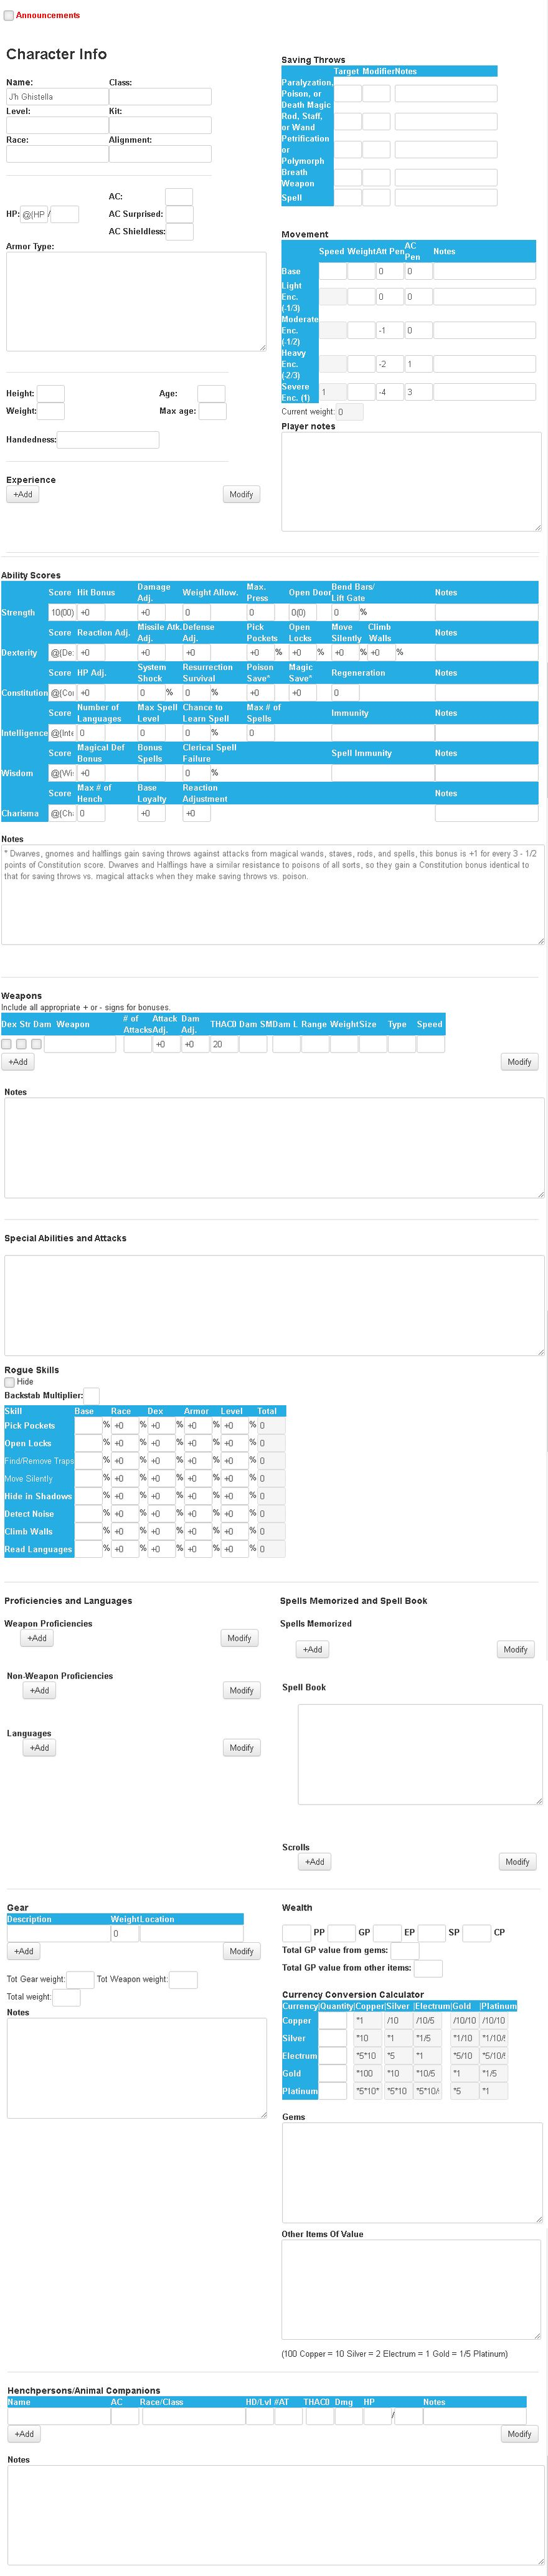 Announcements
Character Info
Name: Class:
J'h Ghistella
Level: Kit:
Race: Alignment:
AC:
HP: @{HP / AC Surprised:
AC Shieldless:
Armor Type:
Height: Age:
Weight: Max age:
Handedness:
Experience
+Add Modify
Saving Throws
Target Modifier Notes
Paralyzation,
Poison, or
Death Magic
Rod, Staff,
or Wand
Petrification
or
Polymorph
Breath
Weapon
Spell
Movement
Speed Weight Att Pen AC
Pen Notes
Base 0 0
Light
Enc.
(-1/3) 0 0
Moderate
Enc.
(-1/2) -1 0
Heavy
Enc.
(-2/3) -2 1
Severe
Enc. (1) 1 -4 3
Current weight: 0
Player notes
Ability Scores
Score Hit Bonus Damage
Adj. Weight Allow. Max.
Press Open Door Bend Bars/
Lift Gate Notes
Strength 10(00) +0 +0 0 0 0(0) 0 %
Score Reaction Adj. Missile Atk.
Adj. Defense
Adj. Pick
Pockets Open
Locks Move
Silently Climb
Walls Notes
Dexterity @{De: +0 +0 +0 +0 % +0 % +0 % +0 %
Score HP Adj. System
Shock Resurrection
Survival Poison
Save* Magic
Save* Regeneration Notes
Constitution @{Cor +0 0 % 0 % +0 +0 0
Score Number of
Languages Max Spell
Level Chance to
Learn Spell Max # of
Spells Immunity Notes
Intelligence @{Inte 0 0 0 % 0
Score Magical Def
Bonus Bonus
Spells Clerical Spell
Failure Spell Immunity Notes
Wisdom @{Wi: +0 0 %
Score Max # of
Hench Base
Loyalty Reaction
Adjustment Notes
Charisma @{Cha 0 +0 +0
Notes
* Dwarves, gnomes and halflings gain saving throws against attacks from magical wands, staves, rods, and spells, this bonus is +1 for every 3 - 1/2
points of Constitution score. Dwarves and Halflings have a similar resistance to poisons of all sorts, so they gain a Constitution bonus identical to
that for saving throws vs. magical attacks when they make saving throws vs. poison.
Weapons
Include all appropriate + or - signs for bonuses.
Dex Str Dam Weapon # of
Attacks Attack
Adj. Dam
Adj. THAC0 Dam SM Dam L Range Weight Size Type Speed
+0 +0 20
+Add Modify
Notes
Special Abilities and Attacks
Rogue Skills
Hide
Backstab Multiplier:
Skill Base Race Dex Armor Level Total
Pick Pockets % +0 % +0 % +0 % +0 % 0
Open Locks % +0 % +0 % +0 % +0 % 0
Find/Remove Traps % +0 % +0 % +0 % +0 % 0
Move Silently % +0 % +0 % +0 % +0 % 0
Hide in Shadows % +0 % +0 % +0 % +0 % 0
Detect Noise % +0 % +0 % +0 % +0 % 0
Climb Walls % +0 % +0 % +0 % +0 % 0
Read Languages % +0 % +0 % +0 % +0 % 0
Proficiencies and Languages
Weapon Proficiencies
+Add Modify
Non-Weapon Proficiencies
+Add Modify
Languages
+Add Modify
Spells Memorized and Spell Book
Spells Memorized
+Add Modify
Spell Book
Scrolls
+Add Modify
Gear
Description Weight Location
0
+Add Modify
Tot Gear weight: Tot Weapon weight:
Total weight:
Notes
Wealth
PP GP EP SP CP
Total GP value from gems:
Total GP value from other items:
Currency Conversion Calculator
Currency|Quantity|Copper|Silver |Electrum|Gold |Platinum
Copper *1 /10 /10/5 /10/10 /10/10
Silver *10 *1 *1/5 *1/10 *1/10/5
Electrum *5*10 *5 *1 *5/10 *5/10/5
Gold *100 *10 *10/5 *1 *1/5
Platinum *5*10* *5*10 *5*10/5 *5 *1
Gems
Other Items Of Value
(100 Copper = 10 Silver = 2 Electrum = 1 Gold = 1/5 Platinum)
Henchpersons/Animal Companions
Name AC Race/Class HD/Lvl #AT THAC0 Dmg HP Notes
/
+Add Modify
Notes